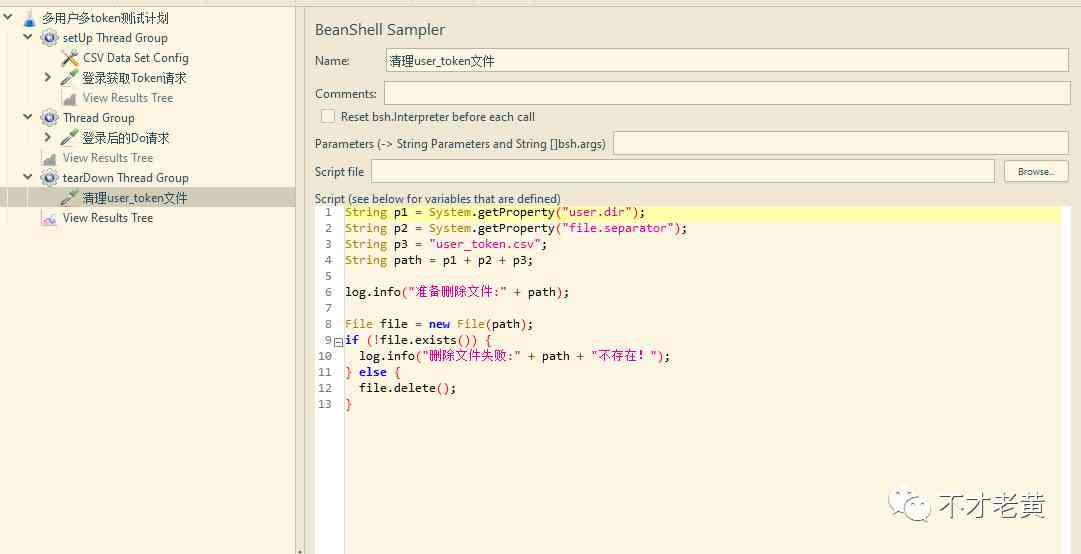 多用户多token测试计划
setUp Thread Group
CSV Data Set Config
登录获取Token请求
View Results Tree
Thread Group
登录后的Do请求
View Results Tree
tearDown Thread Group
清理user_token文件
View Results Tree
BeanShell Sampler
Name: 清理user_token文件
Comments:
Reset bsh.Interpreter before each call
Parameters (-> String Parameters and String []bsh.args)
Script file Browse...
Script (see below for variables that are defined)
1 String p1 = System.getProperty("user.dir");
2 String p2 = System.getProperty("file.separator");
3 String p3 = "user_token.csv";
4 String path = p1 + p2 + p3;
5
6 log.info("准备删除文件:" + path);
7
8 File file = new File(path);
9 if (!file.exists()) {
10 log.info("删除文件失败:" + path + "不存在！");
11 } else {
12 file.delete();
13 }
不才老黄